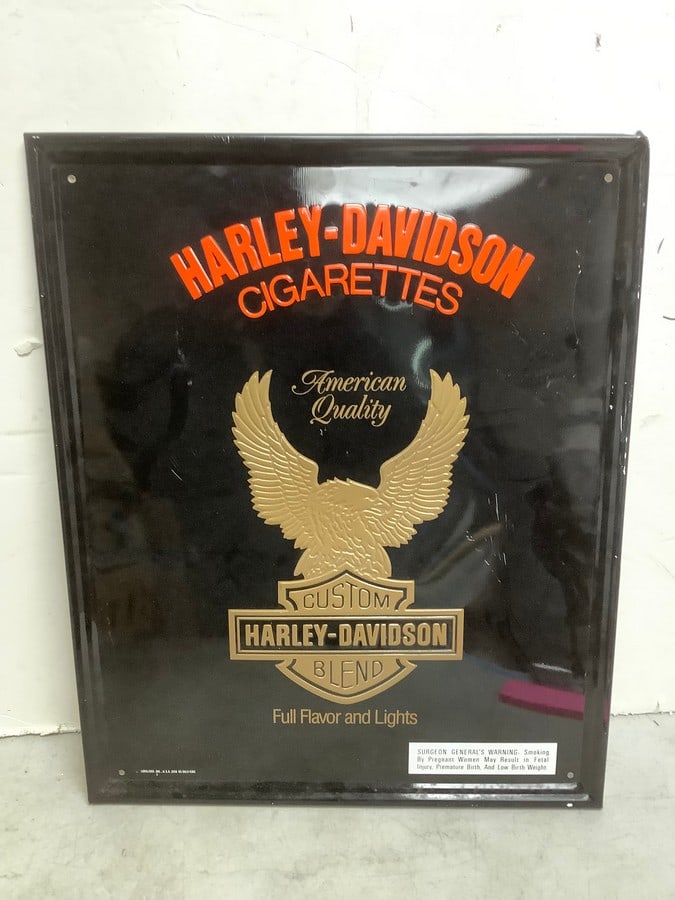 HARLEY-DAVIDSON
CIGARETTES
American
Quality
CUSTOM
HARLEY-DAVIDSON
BLEND
Full Flavor and Lights
SURGEON GENERAL'S WARNING: Smoking
By Pregnant Women May Result in Fetal
Injury, Premature Birth, And Low Birth Weight.